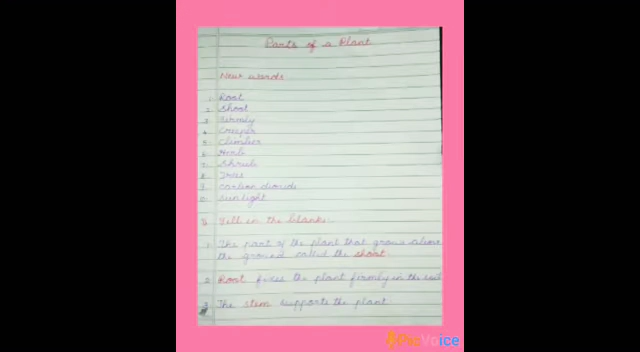 Parts of a Plant
New words
1. Root
2. Shoot
3. Firmly
4. Creeper
5. Climber
6. Herb
7. Shrub
8. Trees
9. carbon dioxide
10. Sunlight
Fill in the blanks.
1. The part of the plant that grows above
the ground called the shoot.
2. Root fixes the plant firmly in the soil
3. The stem supports the plant
PicVoice